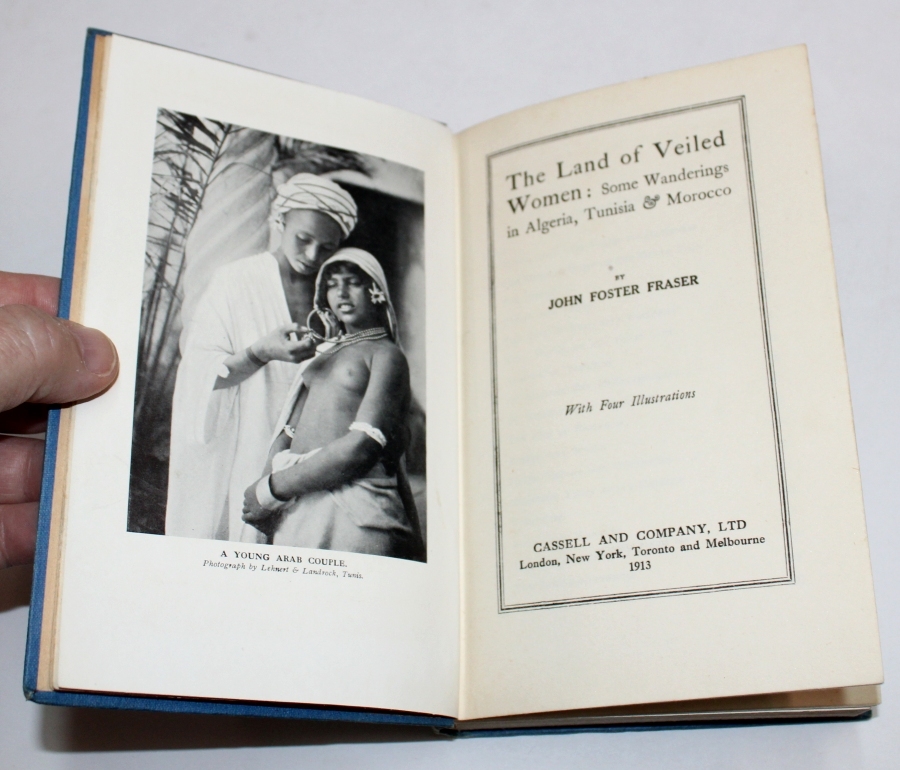 A YOUNG ARAB COUPLE.
Photograph by Lehnert & Landrock, Tunis.
The Land of Veiled
Women: Some Wanderings
in Algeria, Tunisia & Morocco
BY
JOHN FOSTER FRASER
With Four Illustrations
CASSELL AND COMPANY, LTD
London, New York, Toronto and Melbourne
1913